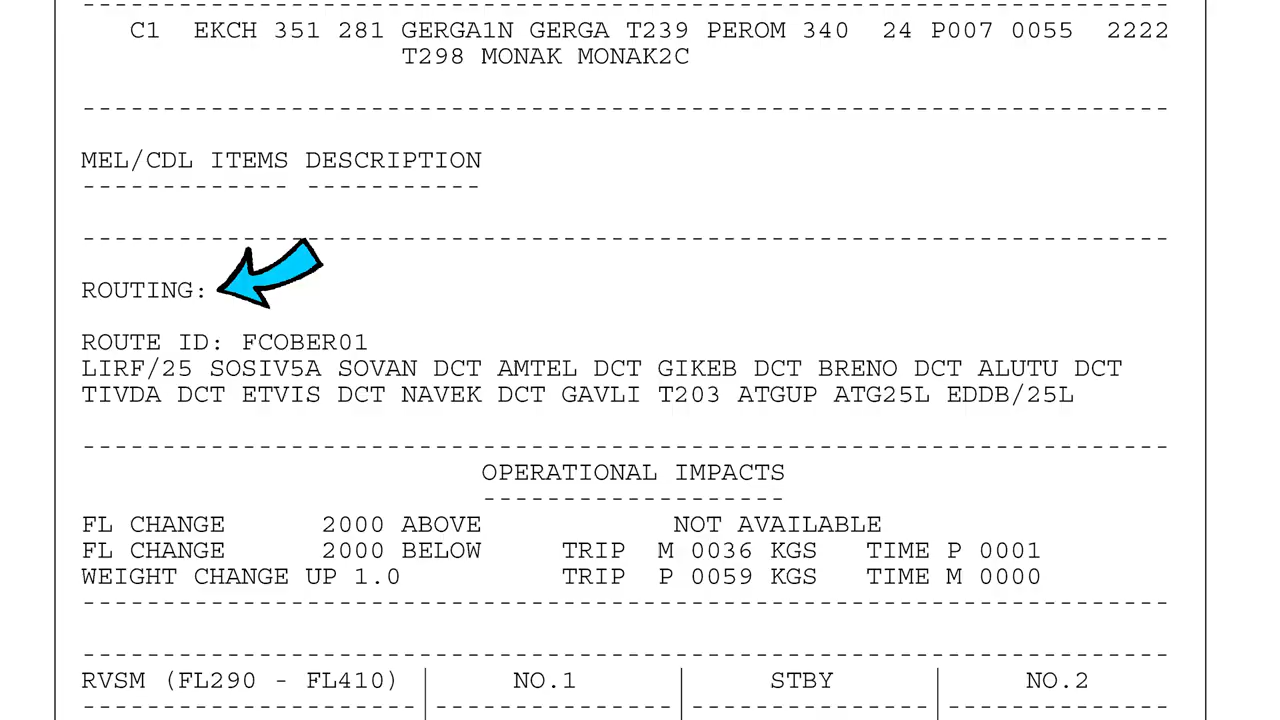 C1 EKCH 351 281 GERGA1N GERGA T239 PEROM 340 24 P007 0055 2222
T298 MONAK MONAK2C
MEL/CDL ITEMS DESCRIPTION
ROUTING:
ROUTE ID: FCOBER01
LIRF/25 SOSIV5A SOVAN DCT AMTEL DCT GIKEB DCT BRENO DCT ALUTU DCT
TIVDA DCT ETVIS DCT NAVEK DCT GAVLI T203 ATGUP ATG25L EDDB/25L
OPERATIONAL IMPACTS
FL CHANGE 2000 ABOVE NOT AVAILABLE
FL CHANGE 2000 BELOW TRIP M 0036 KGS TIME P 0001
WEIGHT CHANGE UP 1.0 TRIP P 0059 KGS TIME M 0000
RVSM (FL290 - FL410) NO.1 STBY NO.2